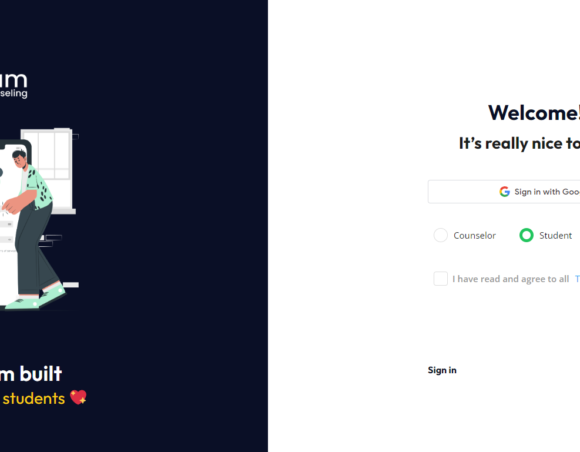 um
seling
m built
students
Welcome!
It's really nice to
Sign in with Goo
Counselor
Student
I have read and agree to all T
Sign in